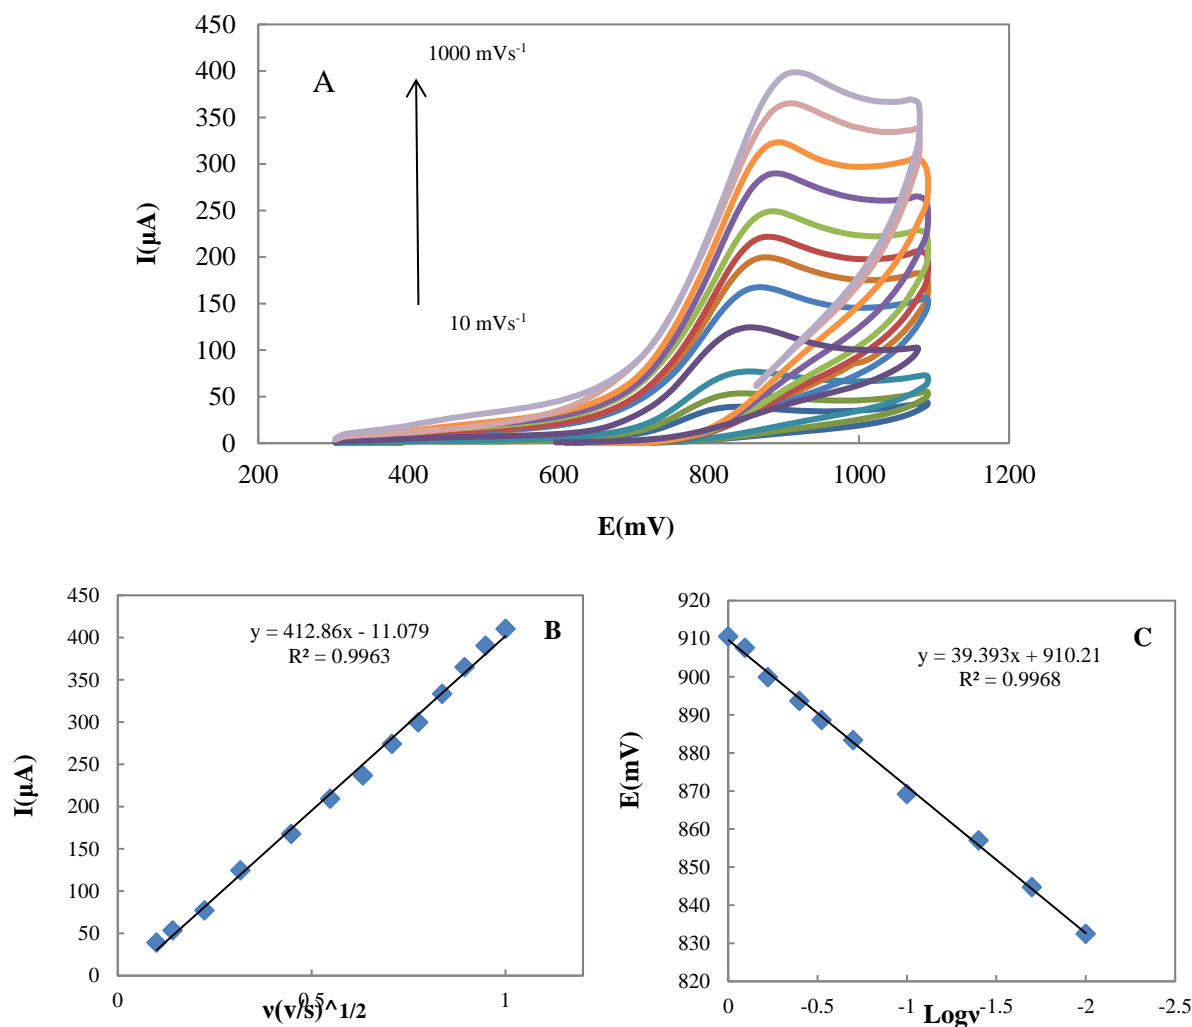 450
400
350
300
250
200
150
100
50
0
I(µA)
A
1000 mVs-1
10 mVs-1
200 400 600 800 1000 1200
E(mV)
450
400
350
300
250
200
150
100
50
0
I(µA)
y = 412.86x - 11.079
R² = 0.9963
B
0 0.5 1
ν(v/s)^1/2
920
910
900
890
880
870
860
850
840
830
820
E(mV)
C
y = 39.393x + 910.21
R² = 0.9968
0 -0.5 -1 -1.5 -2 -2.5
Logν